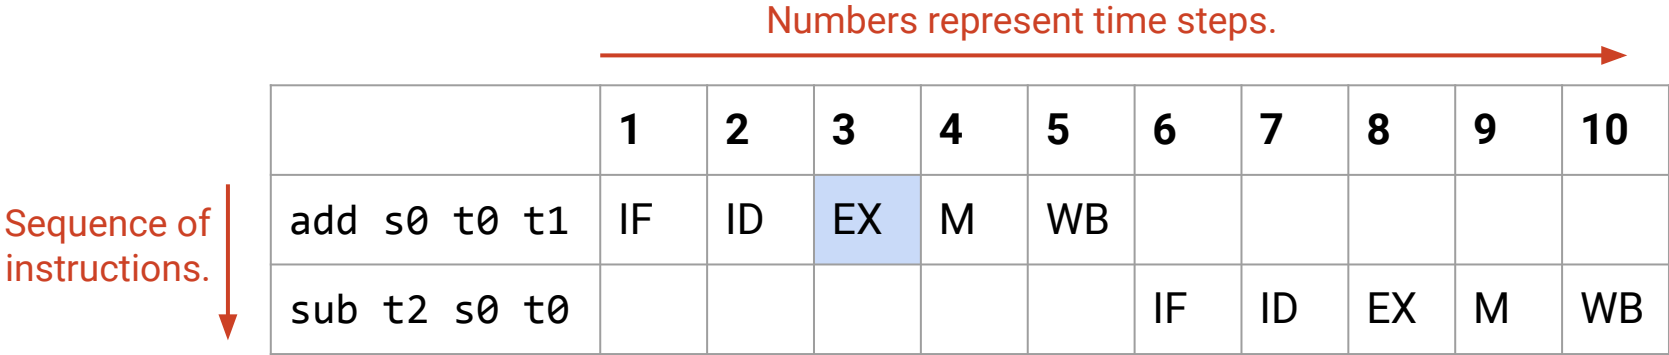 Numbers represent time steps.
1 2 3 4 5 6 7 8 9 10
Sequence of
instructions.
add s0 t0 t1 IF ID EX M WB
sub t2 s0 t0 IF ID EX M WB